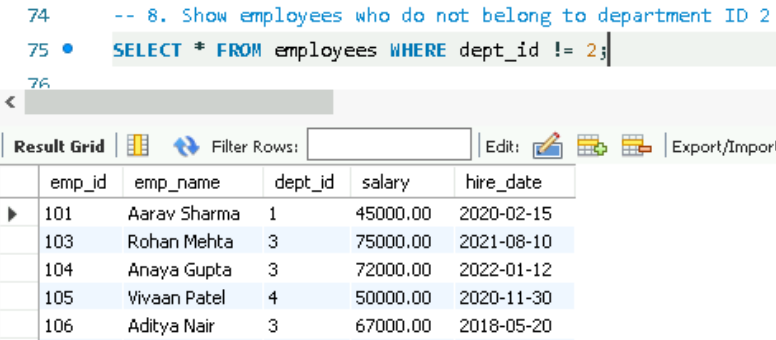 74 -- 8. Show employees who do not belong to department ID 2
75 SELECT * FROM employees WHERE dept_id != 2;
76
Result Grid Filter Rows: Edit: Export/Import
emp_id emp_name dept_id salary hire_date
101 Aarav Sharma 1 45000.00 2020-02-15
103 Rohan Mehta 3 75000.00 2021-08-10
104 Anaya Gupta 3 72000.00 2022-01-12
105 Vivaan Patel 4 50000.00 2020-11-30
106 Aditya Nair 3 67000.00 2018-05-20